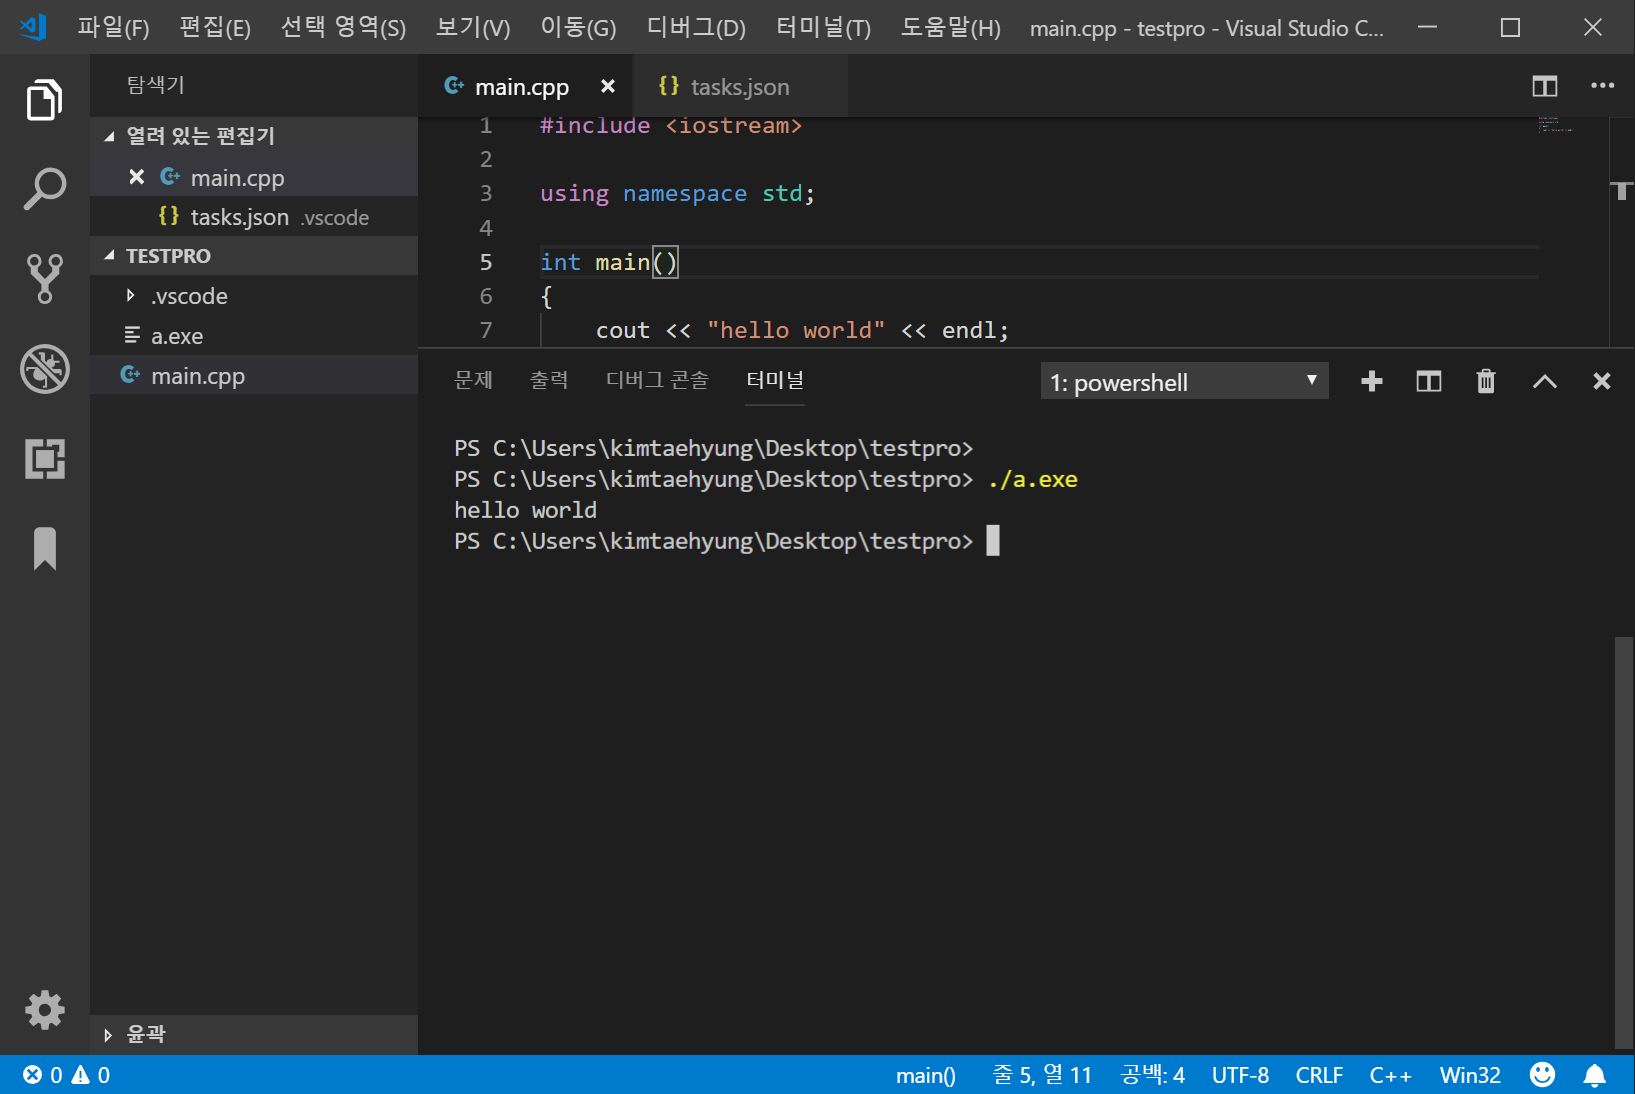 파일(F) 편집(E) 선택 영역(S) 보기(V) 이동(G) 디버그(D) 터미널(T) 도움말(H) main.cpp - testpro - Visual Studio C...
탐색기
열려 있는 편집기
main.cpp
tasks.json .vscode
TESTPRO
.vscode
a.exe
main.cpp
윤곽
main.cpp tasks.json
1 #include <iostream>
2
3 using namespace std;
4
5 int main()
6 {
7 cout << "hello world" << endl;
문제 출력 디버그 콘솔 터미널 1: powershell
PS C:\Users\kimtaehyung\Desktop\testpro>
PS C:\Users\kimtaehyung\Desktop\testpro> ./a.exe
hello world
PS C:\Users\kimtaehyung\Desktop\testpro>
0 0 main() 줄 5, 열 11 공백: 4 UTF-8 CRLF C++ Win32